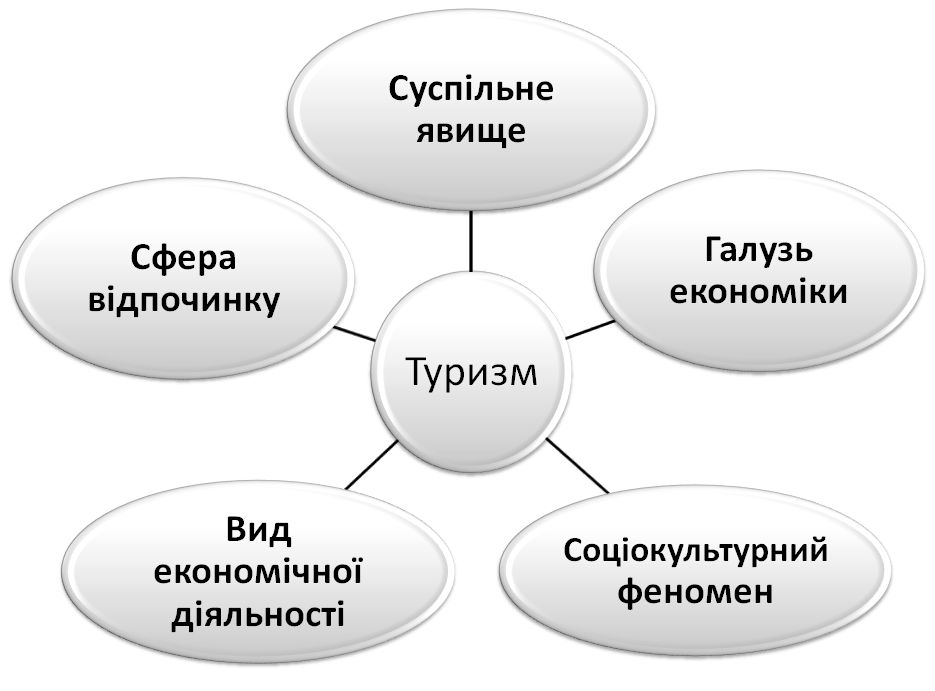 Суспільне
явище
Галузь
економіки
Сфера
відпочинку
Туризм
Вид
економічної
діяльності
Соціокультурний
феномен